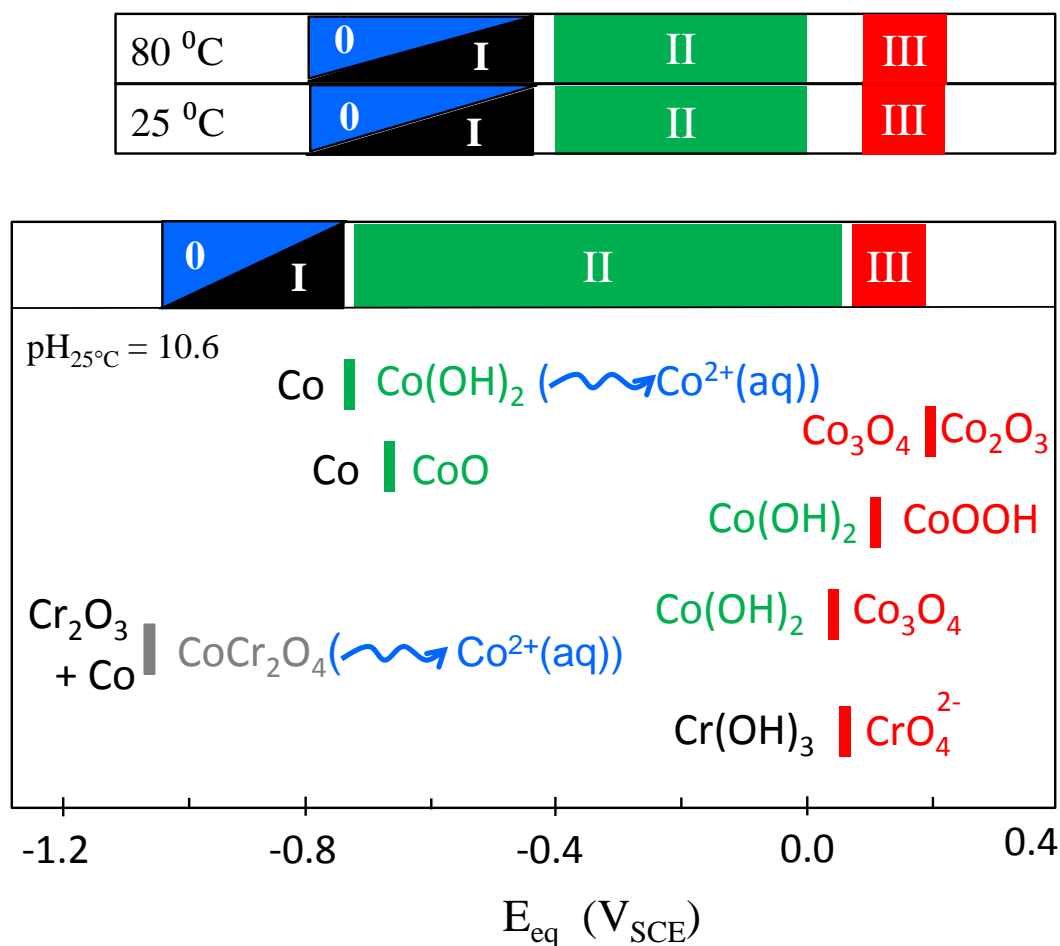 80 ⁰C 0 I II III
25 ⁰C 0 I II III
0 I II III
pH25°C = 10.6
Co Co(OH)2 ( Co2+(aq))
Co3O4 Co2O3
Co CoO
Co(OH)2 CoOOH
Cr2O3
+ Co CoCr2O4( Co2+(aq))
Co(OH)2 Co3O4
Cr(OH)3 CrO42-
-1.2 -0.8 -0.4 0.0 0.4
Eeq (VSCE)